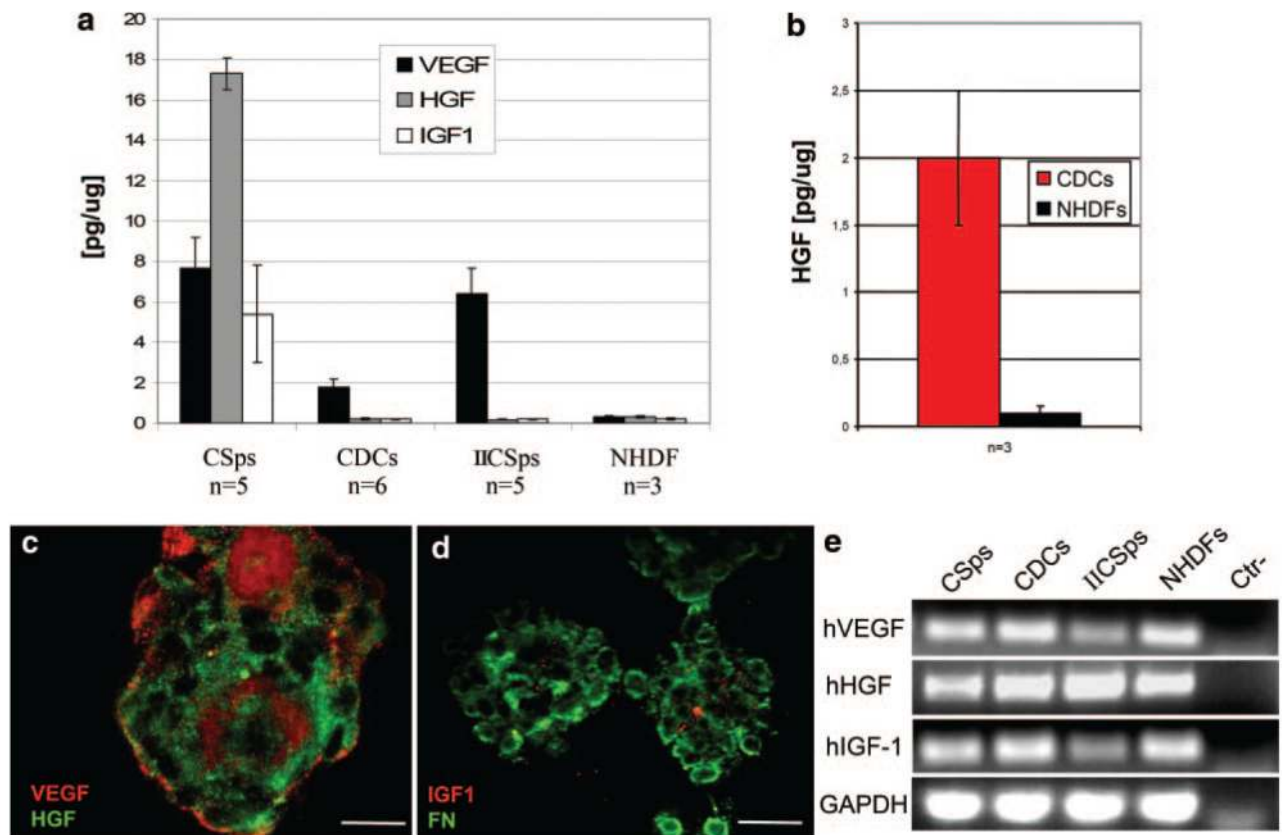 a
20
18
16
14
12
10
8
6
4
2
0
[pg/ug]
VEGF
HGF
IGF1
CSps CDCs IICSps NHDF
n=5 n=6 n=5 n=3
b
3
2,5
2
1,5
1
0,5
0
HGF [pg/ug]
CDCs
NHDFs
n=3
c
VEGF
HGF
d
IGF1
FN
e
CSps CDCs IICSps NHDFs Ctr-
hVEGF
hHGF
hIGF-1
GAPDH